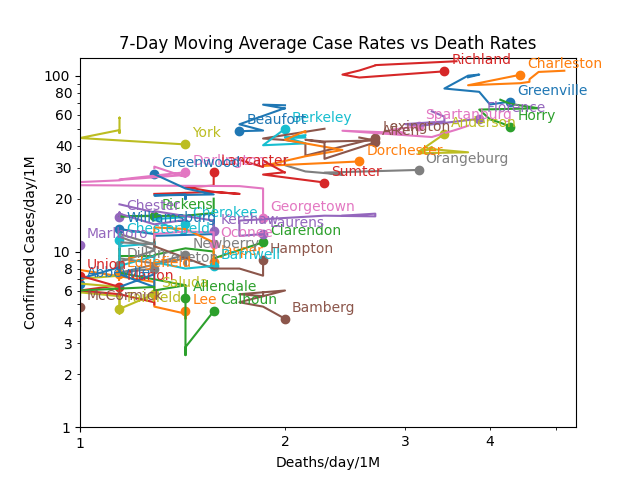 7-Day Moving Average Case Rates vs Death Rates
Confirmed Cases/day/1M
100
80
60
40
30
20
10
8
6
4
3
2
1
Richland
Charleston
Greenville
Florence
Horry
Spartanburg
Anderson
Lexington
Aiken
Berkeley
Beaufort
York
Dorchester
Orangeburg
Greenwood
Lancaster
Sumter
Georgetown
Chester
Pickens
Cherokee
Williamsburg
Kershaw
Laurens
Chesterfield
Oconee
Clarendon
Marlboro
Newberry
Dillon
Barnwell
Hampton
Union
Marion
Saluda
Allendale
McCormick
Lee
Calhoun
Bamberg
1
2
3
4
Deaths/day/1M